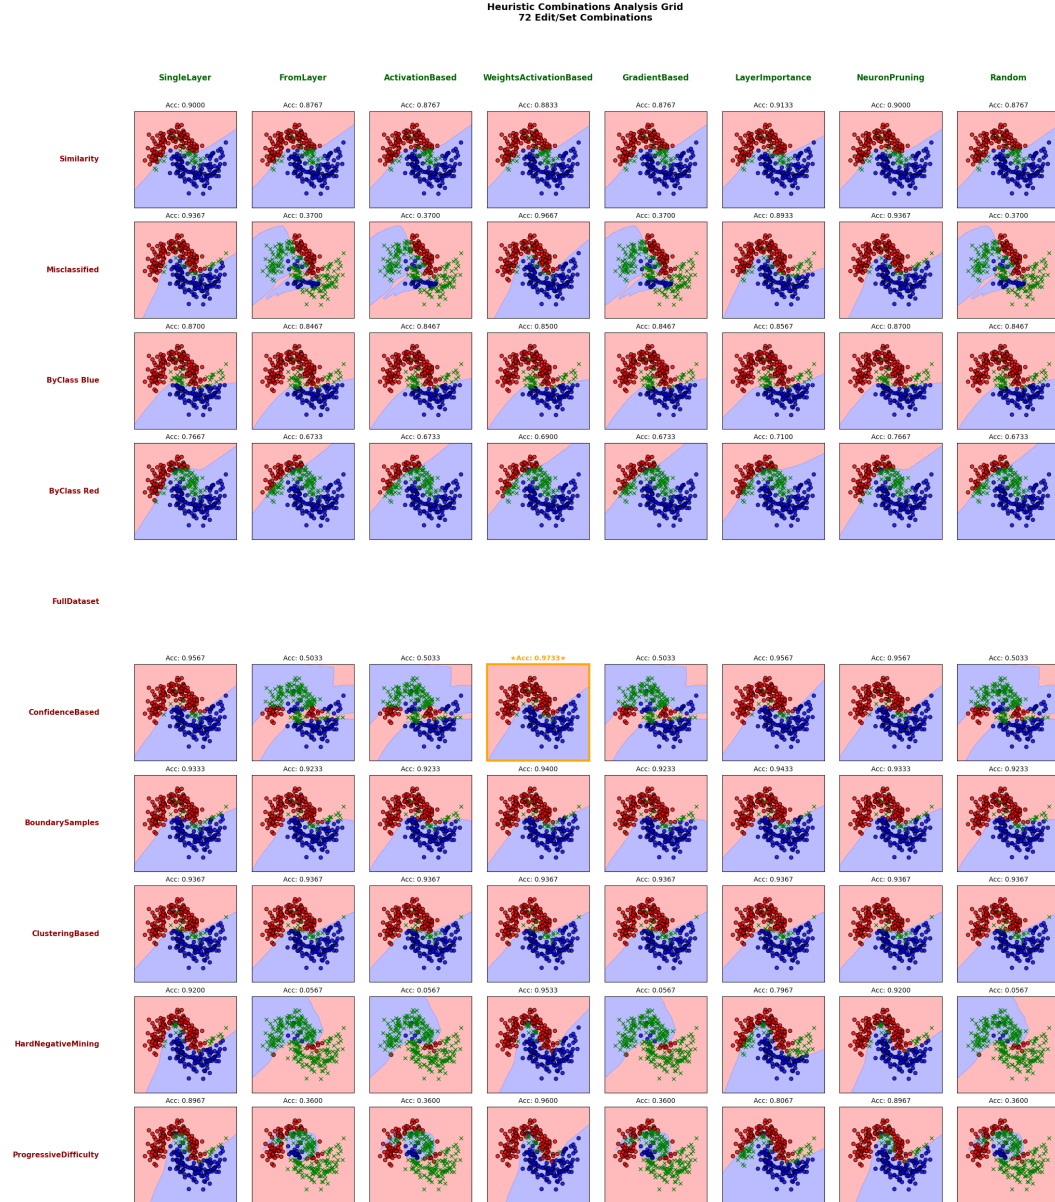 Heuristic Combinations Analysis Grid
72 Edit/Set Combinations
SingleLayer FromLayer ActivationBased WeightsActivationBased GradientBased LayerImportance NeuronPruning Random
Acc: 0.9000 Acc: 0.8767 Acc: 0.8767 Acc: 0.8833 Acc: 0.8767 Acc: 0.9133 Acc: 0.9000 Acc: 0.8767
Similarity
Acc: 0.9367 Acc: 0.3700 Acc: 0.3700 Acc: 0.9667 Acc: 0.3700 Acc: 0.8933 Acc: 0.9367 Acc: 0.3700
Misclassified
Acc: 0.8700 Acc: 0.8467 Acc: 0.8467 Acc: 0.8500 Acc: 0.8467 Acc: 0.8567 Acc: 0.8700 Acc: 0.8467
ByClass Blue
Acc: 0.7667 Acc: 0.6733 Acc: 0.6733 Acc: 0.6900 Acc: 0.6733 Acc: 0.7100 Acc: 0.7667 Acc: 0.6733
ByClass Red
FullDataset
Acc: 0.9567 Acc: 0.5033 Acc: 0.5033 ★Acc: 0.9733★ Acc: 0.5033 Acc: 0.9567 Acc: 0.9567 Acc: 0.5033
ConfidenceBased
Acc: 0.9333 Acc: 0.9233 Acc: 0.9233 Acc: 0.9400 Acc: 0.9233 Acc: 0.9433 Acc: 0.9333 Acc: 0.9233
BoundarySamples
Acc: 0.9367 Acc: 0.9367 Acc: 0.9367 Acc: 0.9367 Acc: 0.9367 Acc: 0.9367 Acc: 0.9367 Acc: 0.9367
ClusteringBased
Acc: 0.9200 Acc: 0.0567 Acc: 0.0567 Acc: 0.9533 Acc: 0.0567 Acc: 0.7967 Acc: 0.9200 Acc: 0.0567
HardNegativeMining
Acc: 0.8967 Acc: 0.3600 Acc: 0.3600 Acc: 0.9600 Acc: 0.3600 Acc: 0.8067 Acc: 0.8967 Acc: 0.3600
ProgressiveDifficulty